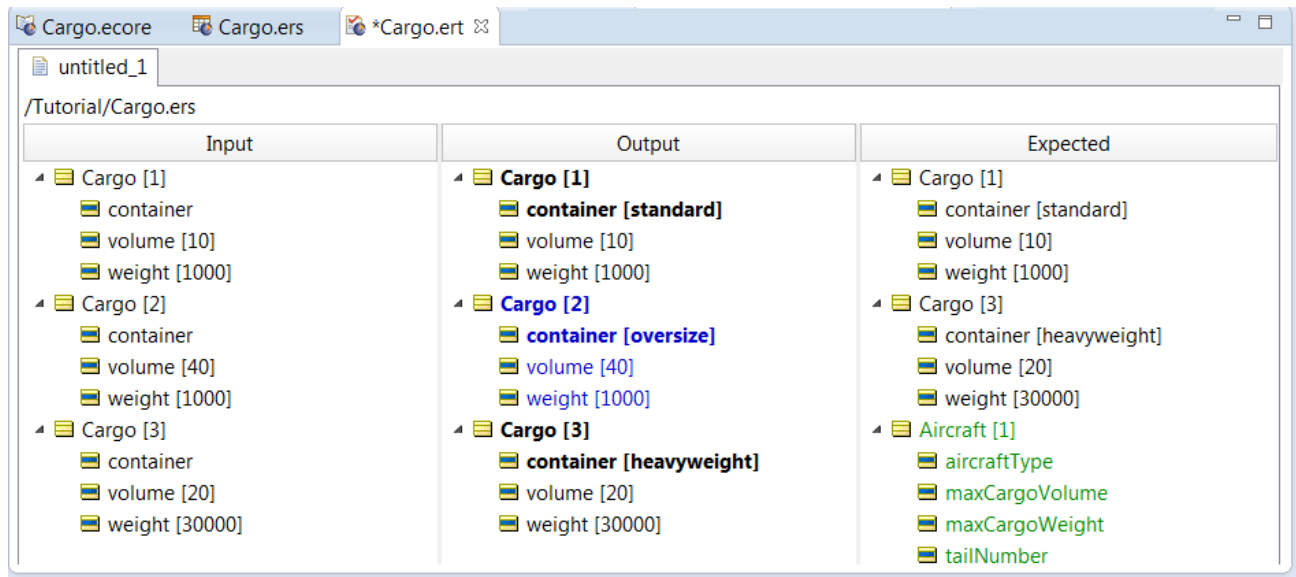 Cargo.ecore Cargo.ers *Cargo.ert
untitled_1
/Tutorial/Cargo.ers
Input Output Expected
Cargo [1] Cargo [1] Cargo [1]
container container [standard] container [standard]
volume [10] volume [10] volume [10]
weight [1000] weight [1000] weight [1000]
Cargo [2] Cargo [2] Cargo [3]
container container [oversize] container [heavyweight]
volume [40] volume [40] volume [20]
weight [1000] weight [1000] weight [30000]
Cargo [3] Cargo [3] Aircraft [1]
container container [heavyweight] aircraftType
volume [20] volume [20] maxCargoVolume
weight [30000] weight [30000] maxCargoWeight
tailNumber